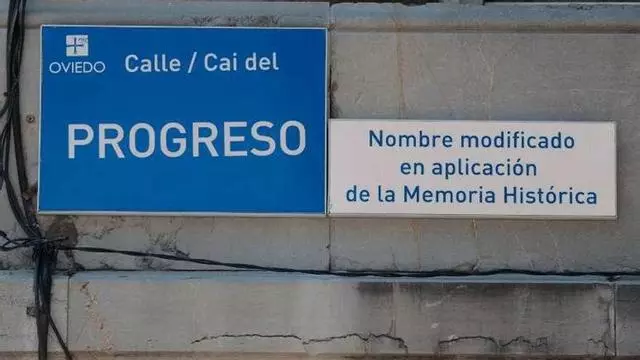 OVIEDO
Calle / Cai del
PROGRESO
Nombre modificado
en aplicación
de la Memoria Histórica